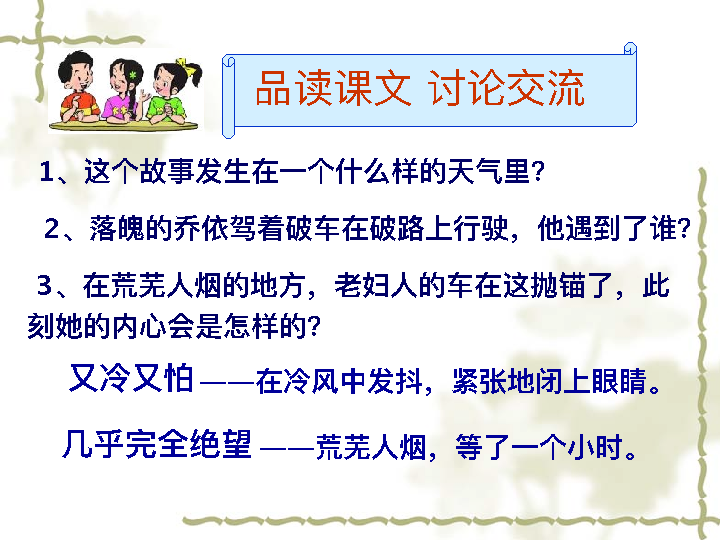 品读课文 讨论交流
1、这个故事发生在一个什么样的天气里？
2、落魄的乔依驾着破车在破路上行驶，他遇到了谁？
3、在荒芜人烟的地方，老妇人的车在这抛锚了，此
刻她的内心会是怎样的？
又冷又怕 ——在冷风中发抖，紧张地闭上眼睛。
几乎完全绝望 ——荒芜人烟，等了一个小时。